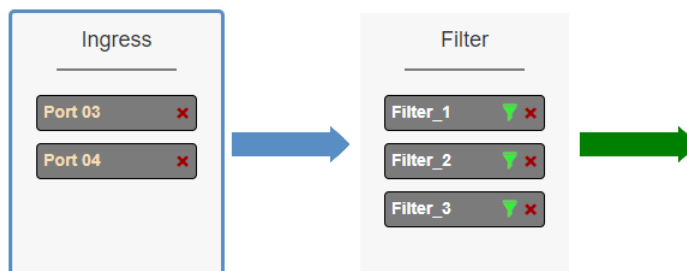 Ingress
Port 03
Port 04
Filter
Filter_1
Filter_2
Filter_3